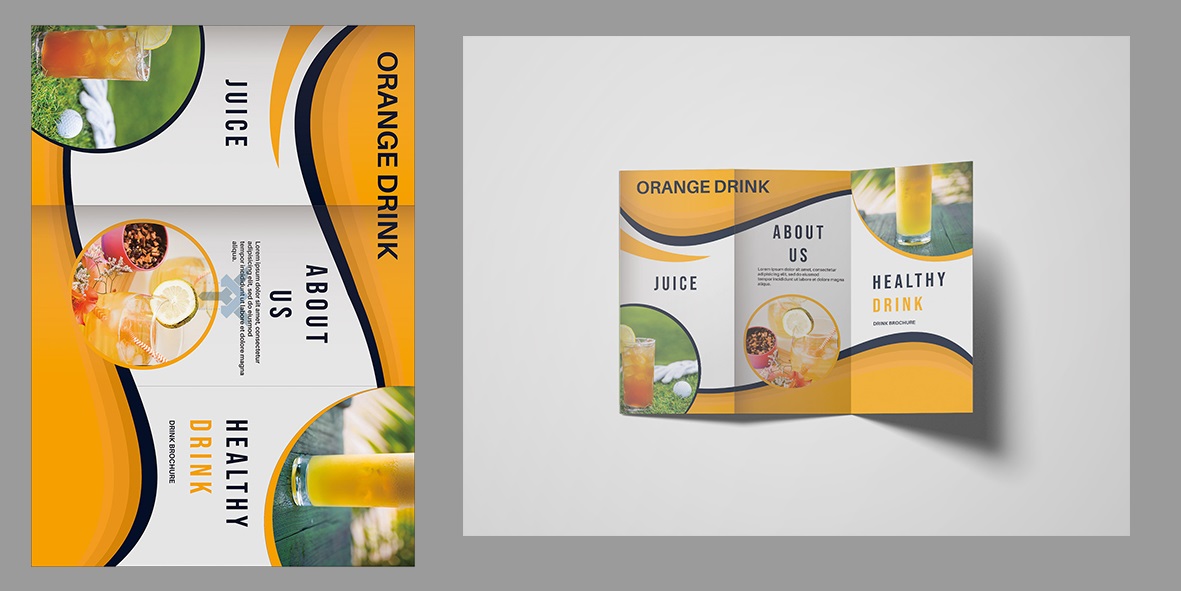 ORANGE DRINK
JUICE
ABOUT
US
Lorem ipsum dolor sit amet, consectetur
adipiscing elit, sed do eiusmod
tempor incididunt ut labore et dolore magna
aliqua.
HEALTHY
DRINK
DRINK BROCHURE
ORANGE DRINK
JUICE
ABOUT
US
Lorem ipsum dolor sit amet, consectetur
adipiscing elit, sed do eiusmod
tempor incididunt ut labore et dolore magna
aliqua.
HEALTHY
DRINK
DRINK BROCHURE